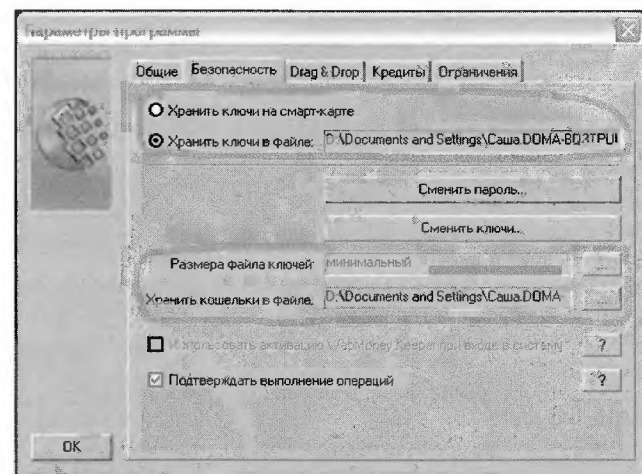 Параметры программы
Общие Безопасность Drag & Drop Кредиты Ограничения
Хранить ключи на смарт-карте
Хранить ключи в файле: D:\Documents and Settings\Саша.DOMA-BQ3TPUI
Сменить пароль...
Сменить ключи...
Размера файла ключей: минимальный ...
Хранить кошельки в файле: D:\Documents and Settings\Саша.DOMA- ...
Использовать активацию WebMoney Keeper при входе в систему ?
Подтверждать выполнение операций ?
OK